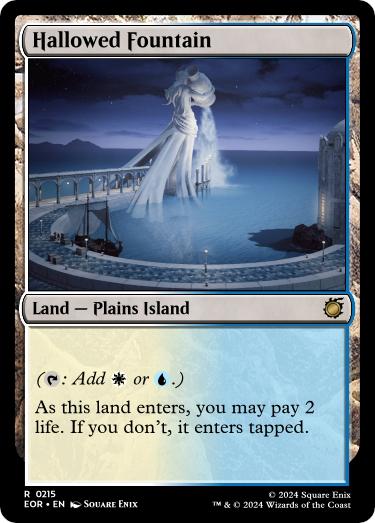 Hallowed Fountain
Land — Plains Island
(: Add or .)
As this land enters, you may pay 2
life. If you don't, it enters tapped.
R 0215
EOR • EN Square Enix
© 2024 Square Enix
™ & © 2024 Wizards of the Coast